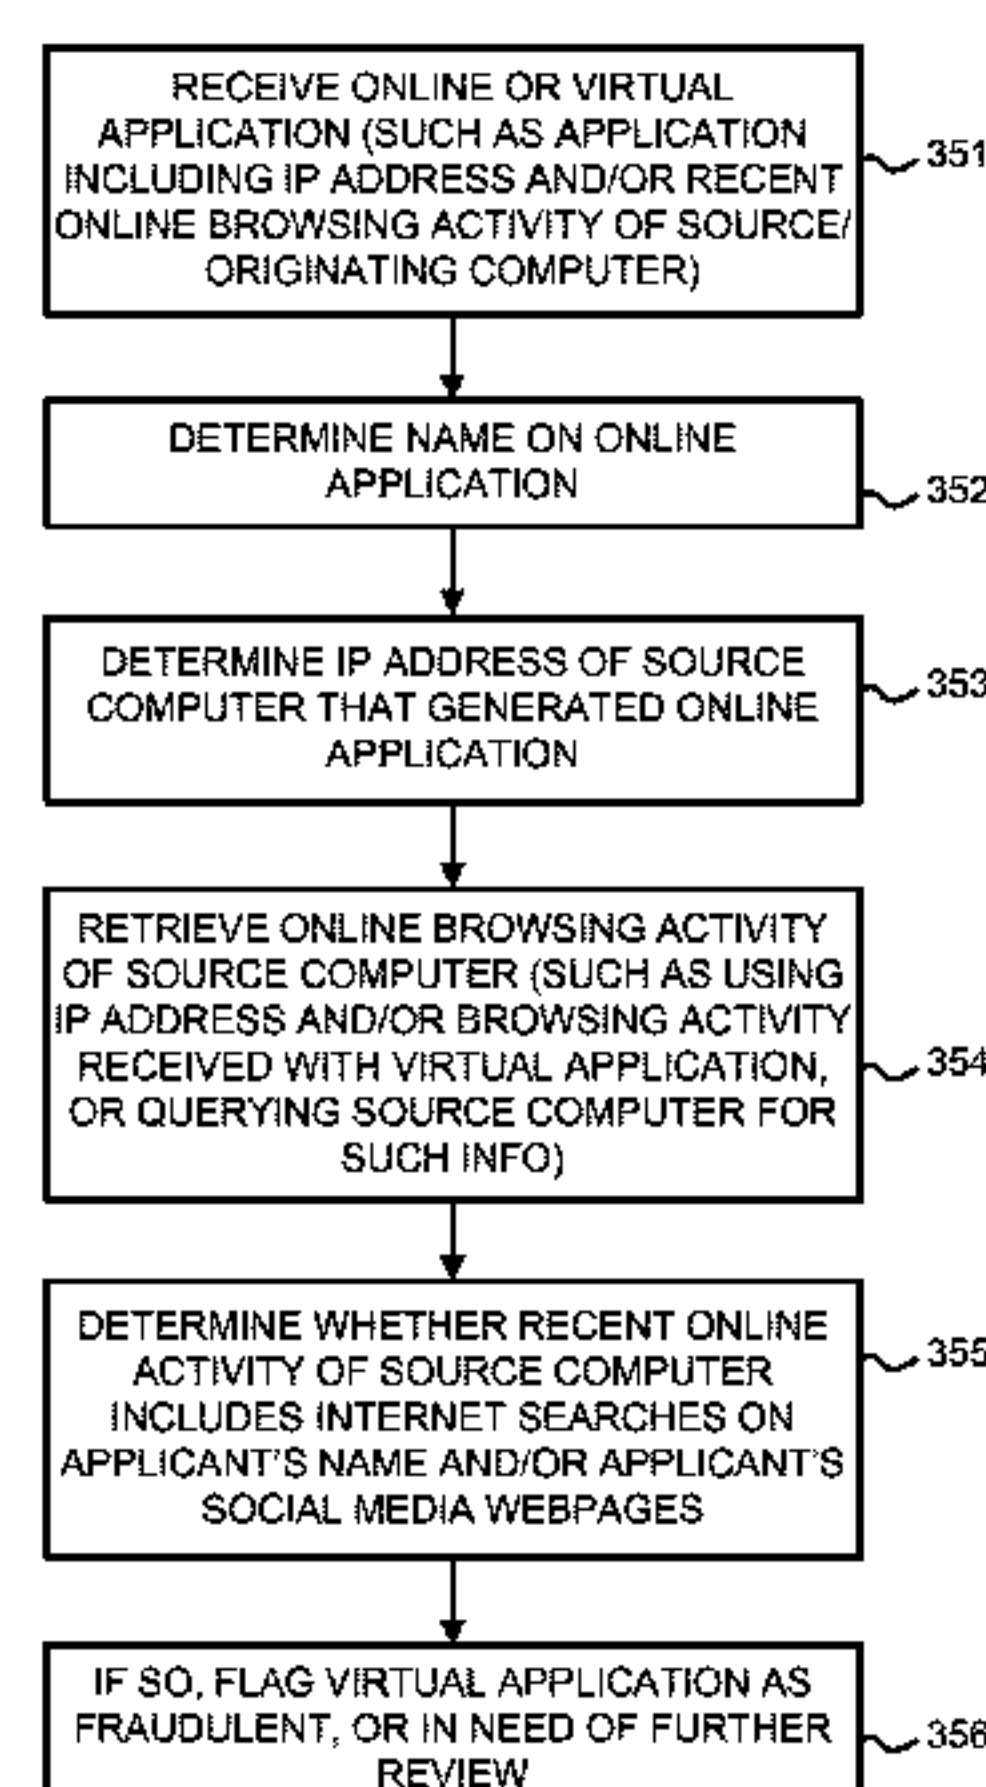 RECEIVE ONLINE OR VIRTUAL
APPLICATION (SUCH AS APPLICATION
INCLUDING IP ADDRESS AND/OR RECENT
ONLINE BROWSING ACTIVITY OF SOURCE/
ORIGINATING COMPUTER)
351
DETERMINE NAME ON ONLINE
APPLICATION
352
DETERMINE IP ADDRESS OF SOURCE
COMPUTER THAT GENERATED ONLINE
APPLICATION
353
RETRIEVE ONLINE BROWSING ACTIVITY
OF SOURCE COMPUTER (SUCH AS USING
IP ADDRESS AND/OR BROWSING ACTIVITY
RECEIVED WITH VIRTUAL APPLICATION,
OR QUERYING SOURCE COMPUTER FOR
SUCH INFO)
354
DETERMINE WHETHER RECENT ONLINE
ACTIVITY OF SOURCE COMPUTER
INCLUDES INTERNET SEARCHES ON
APPLICANT'S NAME AND/OR APPLICANT'S
SOCIAL MEDIA WEBPAGES
355
IF SO, FLAG VIRTUAL APPLICATION AS
FRAUDULENT, OR IN NEED OF FURTHER
REVIEW
356